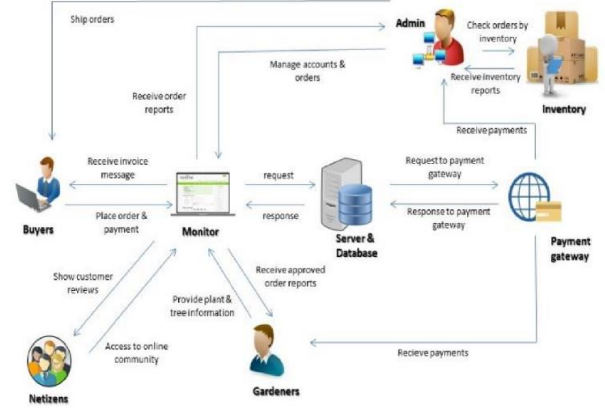 Ship orders
Admin
Check orders by
inventory
Manage accounts &
orders
Receive inventory
reports
Receive order
reports
Inventory
Receive payments
Receive invoice
message
request
Request to payment
gateway
Place order &
payment
response
Response to payment
gateway
Buyers
Monitor
Server &
Database
Payment
gateway
Show customer
reviews
Receive approved
order reports
Provide plant &
tree information
Access to online
community
Recieve payments
Netizens
Gardeners